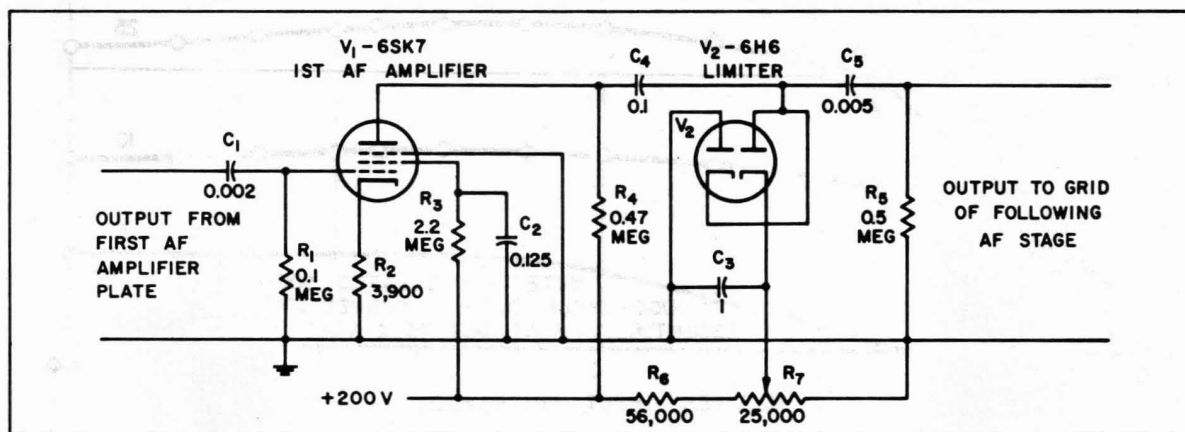 V1-6SK7
1ST AF AMPLIFIER
C4
0.1
V2-6H6
LIMITER
C5
0.005
V2
C1
0.002
OUTPUT FROM
FIRST AF
AMPLIFIER
PLATE
R1
0.1
MEG
R2
3,900
R3
2.2
MEG
C2
0.125
R4
0.47
MEG
C3
1
R5
0.5
MEG
OUTPUT TO GRID
OF FOLLOWING
AF STAGE
+200V
R6
56,000
R7
25,000